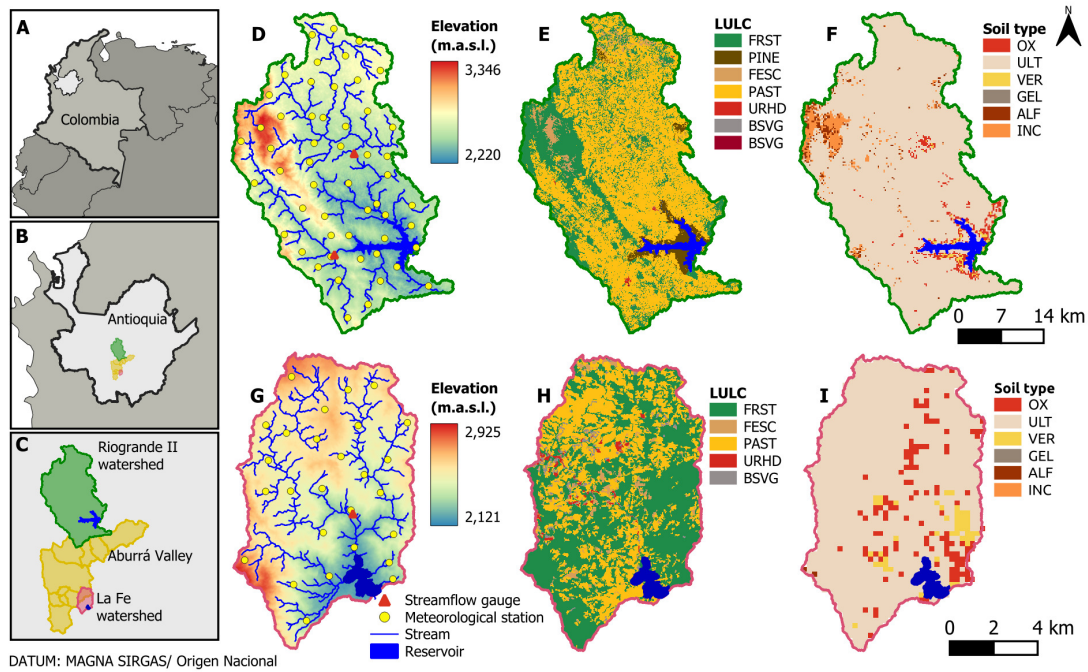 A
Colombia
B
Antioquia
C
Riogrande II
watershed
Aburrá Valley
La Fe
watershed
DATUM: MAGNA SIRGAS/ Origen Nacional
D
Elevation
(m.a.s.l.)
3,346
2,220
E
LULC
FRST
PINE
FESC
PAST
URHD
BSVG
BSVG
F
Soil type
OX
ULT
VER
GEL
ALF
INC
N
0 7 14 km
G
Elevation
(m.a.s.l.)
2,925
2,121
Streamflow gauge
Meteorological station
Stream
Reservoir
H
LULC
FRST
FESC
PAST
URHD
BSVG
I
Soil type
OX
ULT
VER
GEL
ALF
INC
0 2 4 km